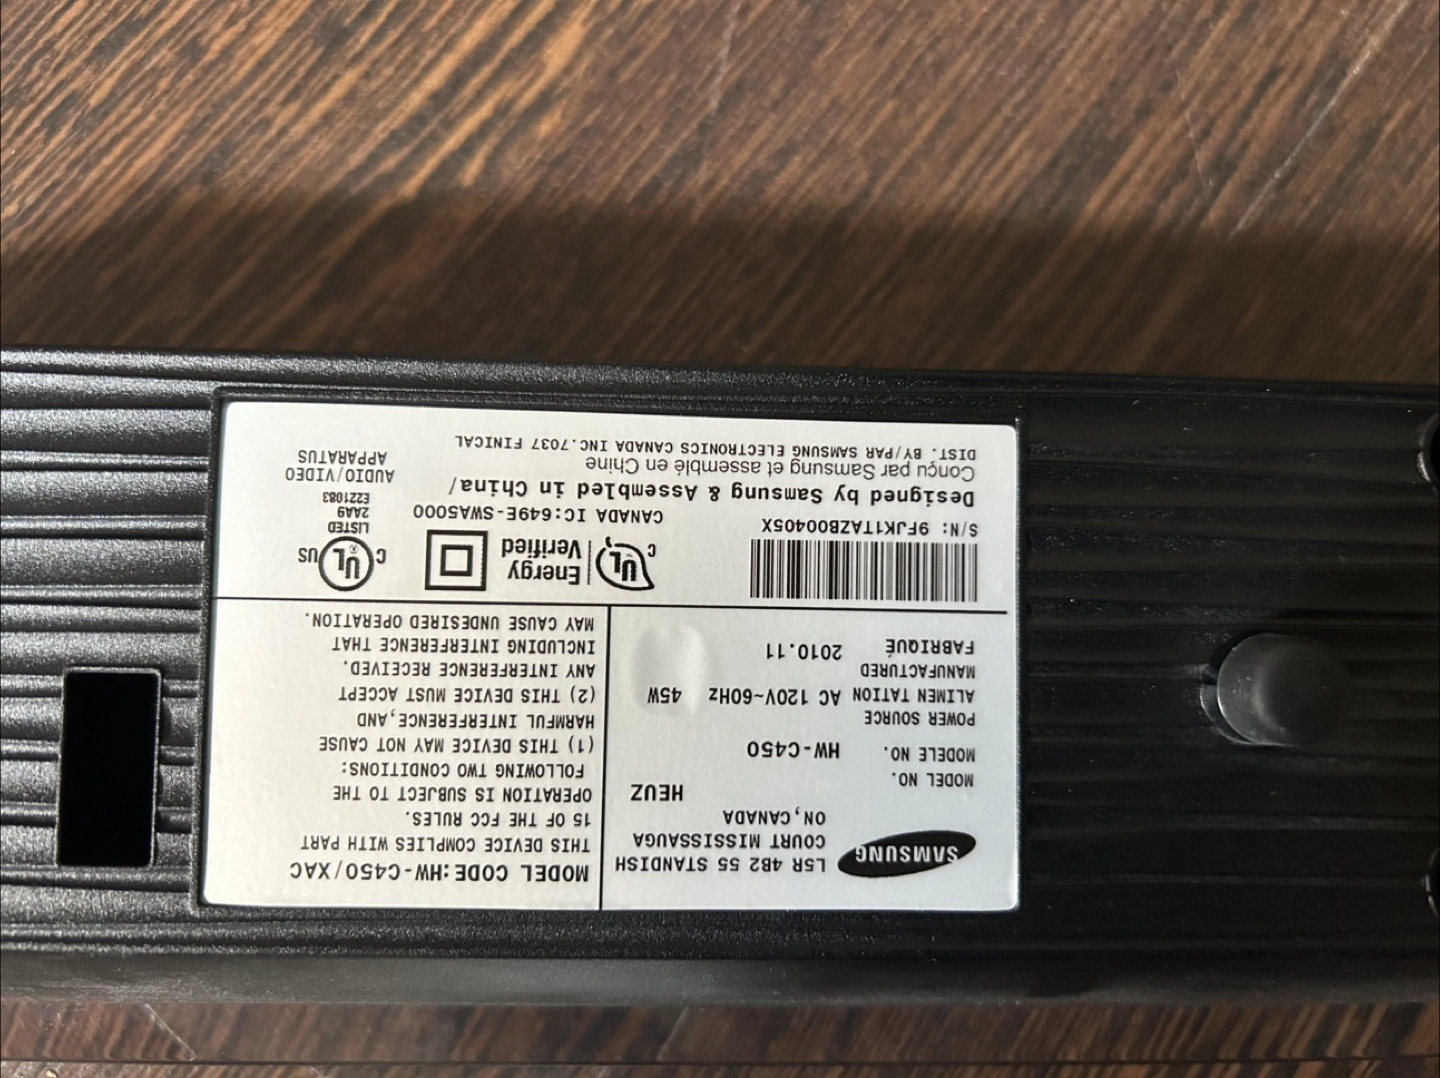 SAMSUNG
L5R 4B2 55 STANDISH
COURT MISSISSAUGA
ON,CANADA
HEUZ
MODEL NO.
MODELE NO. HW-C450
POWER SOURCE
ALIMEN TATION AC 120V~60Hz 45W
MANUFACTURED
FABRIQUÉ 2010.11
MODEL CODE:HW-C450/XAC
THIS DEVICE COMPLIES WITH PART
15 OF THE FCC RULES.
OPERATION IS SUBJECT TO THE
FOLLOWING TWO CONDITIONS:
(1) THIS DEVICE MAY NOT CAUSE
HARMFUL INTERFERENCE,AND
(2) THIS DEVICE MUST ACCEPT
ANY INTERFERENCE RECEIVED.
INCLUDING INTERFERENCE THAT
MAY CAUSE UNDESIRED OPERATION.
S/N: 9FJK1TAZB00405X
C UL Energy
Verified
CANADA IC:649E-SWA5000
C UL ® US
LISTED
2AA9
E221083
AUDIO/VIDEO
APPARATUS
Designed by Samsung & Assembled in China/
Conçu par Samsung et assemblé en Chine
DIST. BY/PAR SAMSUNG ELECTRONICS CANADA INC.7037 FINICAL